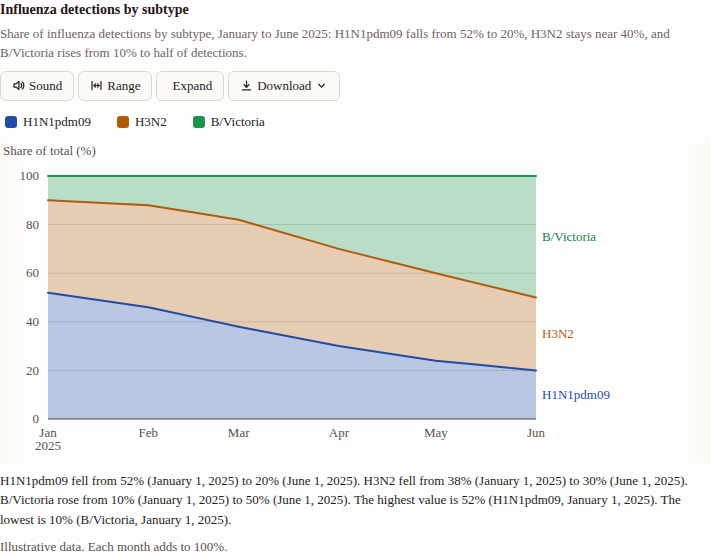 Influenza detections by subtype
Share of influenza detections by subtype, January to June 2025: H1N1pdm09 falls from 52% to 20%, H3N2 stays near 40%, and
B/Victoria rises from 10% to half of detections.
Sound Range Expand Download
H1N1pdm09 H3N2 B/Victoria
Share of total (%)
100
80
B/Victoria
60
40
H3N2
20
H1N1pdm09
0
Jan Feb Mar Apr May Jun
2025
H1N1pdm09 fell from 52% (January 1, 2025) to 20% (June 1, 2025). H3N2 fell from 38% (January 1, 2025) to 30% (June 1, 2025).
B/Victoria rose from 10% (January 1, 2025) to 50% (June 1, 2025). The highest value is 52% (H1N1pdm09, January 1, 2025). The
lowest is 10% (B/Victoria, January 1, 2025).
Illustrative data. Each month adds to 100%.